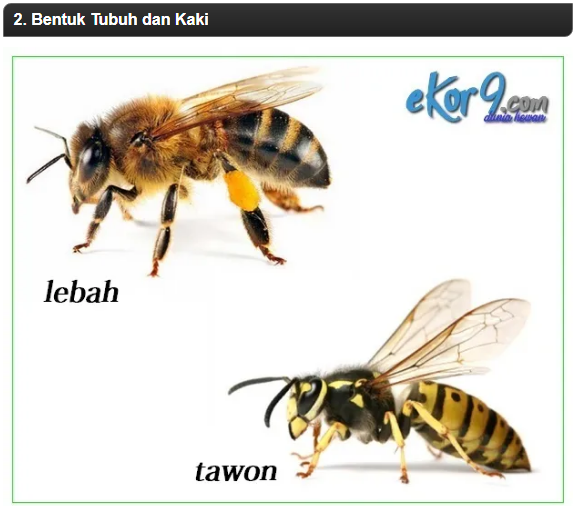 2. Bentuk Tubuh dan Kaki
eKor9.com
dunia hewan
lebah
tawon